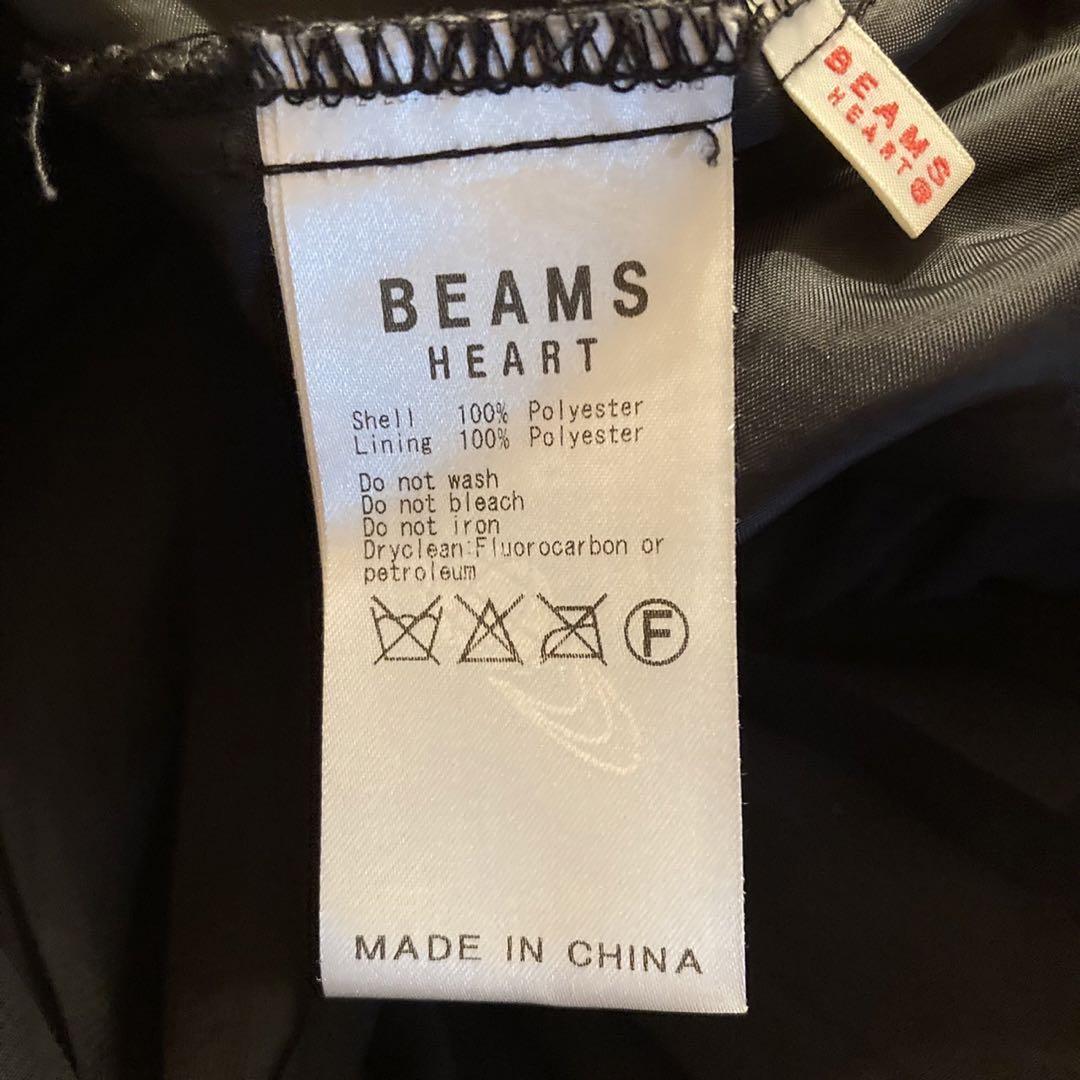 BEAMS
HEART®
BEAMS
HEART
Shell 100% Polyester
Lining 100% Polyester
Do not wash
Do not bleach
Do not iron
Dryclean:Fluorocarbon or
petroleum
F
MADE IN CHINA